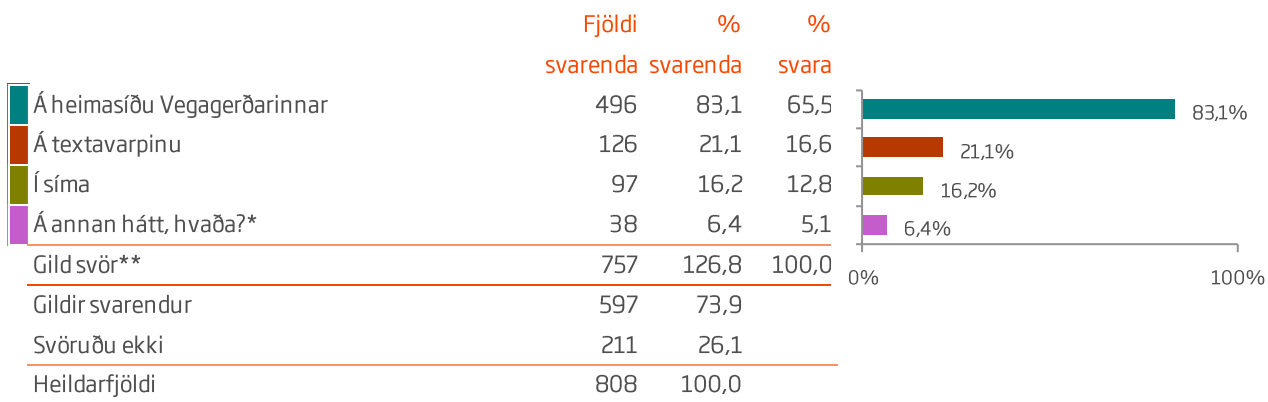 Fjöldi % %
svarenda svarenda svara
Á heimasíðu Vegagerðarinnar 496 83,1 65,5 83,1%
Á textavarpinu 126 21,1 16,6 21,1%
Í síma 97 16,2 12,8 16,2%
Á annan hátt, hvaða?* 38 6,4 5,1 6,4%
Gild svör** 757 126,8 100,0 0% 100%
Gildir svarendur 597 73,9
Svöruðu ekki 211 26,1
Heildarfjöldi 808 100,0